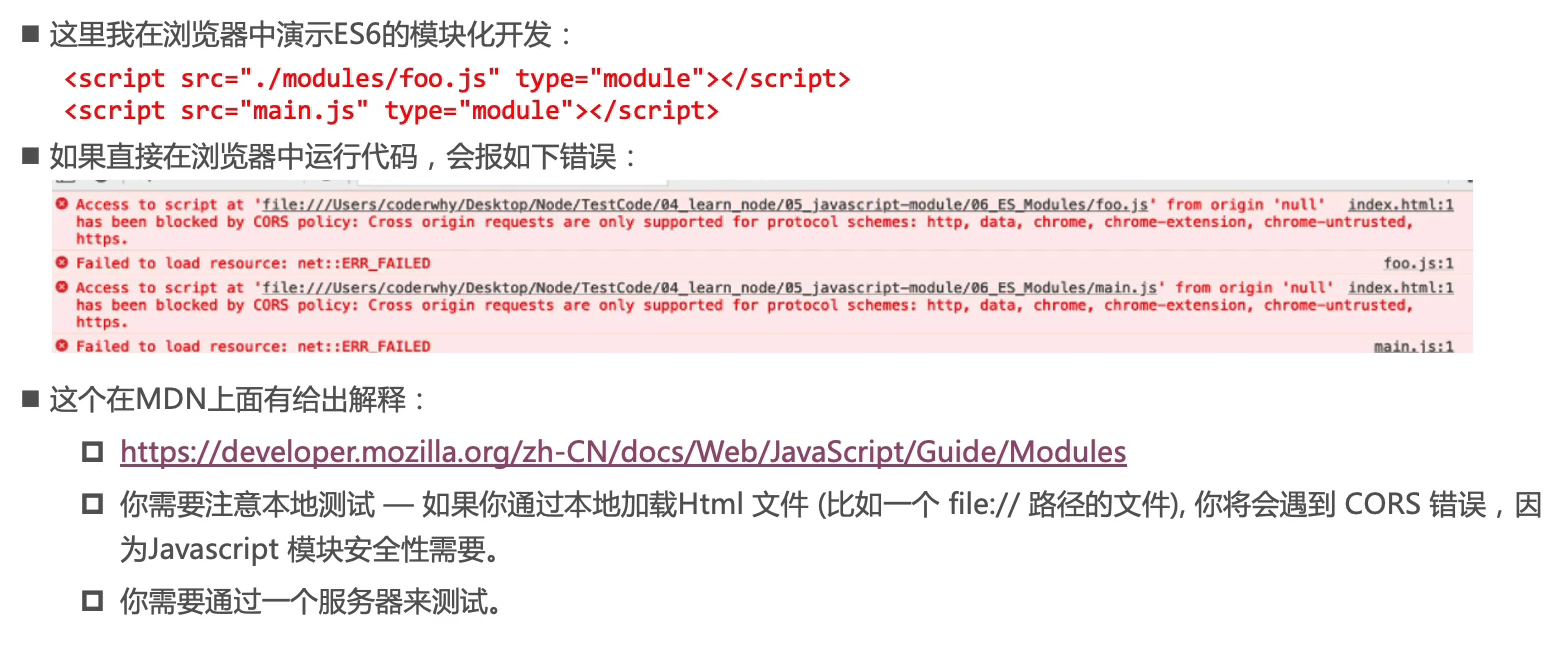 这里我在浏览器中演示ES6的模块化开发：
<script src="./modules/foo.js" type="module"></script>
<script src="main.js" type="module"></script>
如果直接在浏览器中运行代码，会报如下错误：
Access to script at 'file:///Users/coderwhy/Desktop/Node/TestCode/04_learn_node/05_javascript-module/06_ES_Modules/foo.js' from origin 'null' index.html:1
has been blocked by CORS policy: Cross origin requests are only supported for protocol schemes: http, data, chrome, chrome-extension, chrome-untrusted,
https.
Failed to load resource: net::ERR_FAILED foo.js:1
Access to script at 'file:///Users/coderwhy/Desktop/Node/TestCode/04_learn_node/05_javascript-module/06_ES_Modules/main.js' from origin 'null' index.html:1
has been blocked by CORS policy: Cross origin requests are only supported for protocol schemes: http, data, chrome, chrome-extension, chrome-untrusted,
https.
Failed to load resource: net::ERR_FAILED main.js:1
这个在MDN上面有给出解释：
https://developer.mozilla.org/zh-CN/docs/Web/JavaScript/Guide/Modules
你需要注意本地测试 — 如果你通过本地加载Html 文件 (比如一个 file:// 路径的文件), 你将会遇到 CORS 错误，因
为Javascript 模块安全性需要。
你需要通过一个服务器来测试。